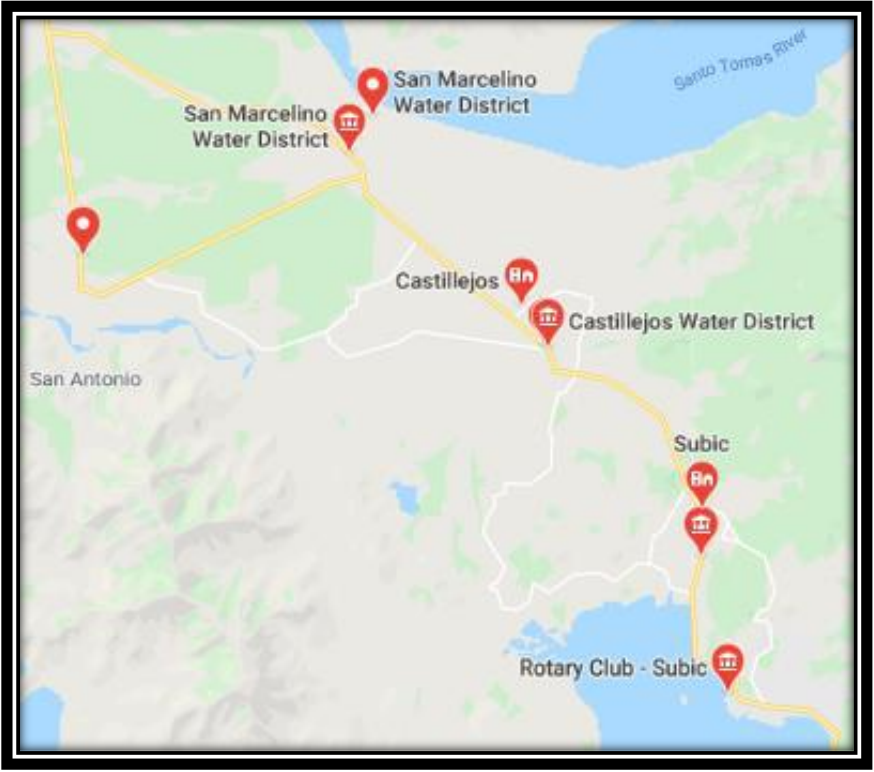 Santo Tomas River
San Marcelino
Water District
San Marcelino
Water District
Castillejos
Castillejos Water District
San Antonio
Subic
Rotary Club - Subic